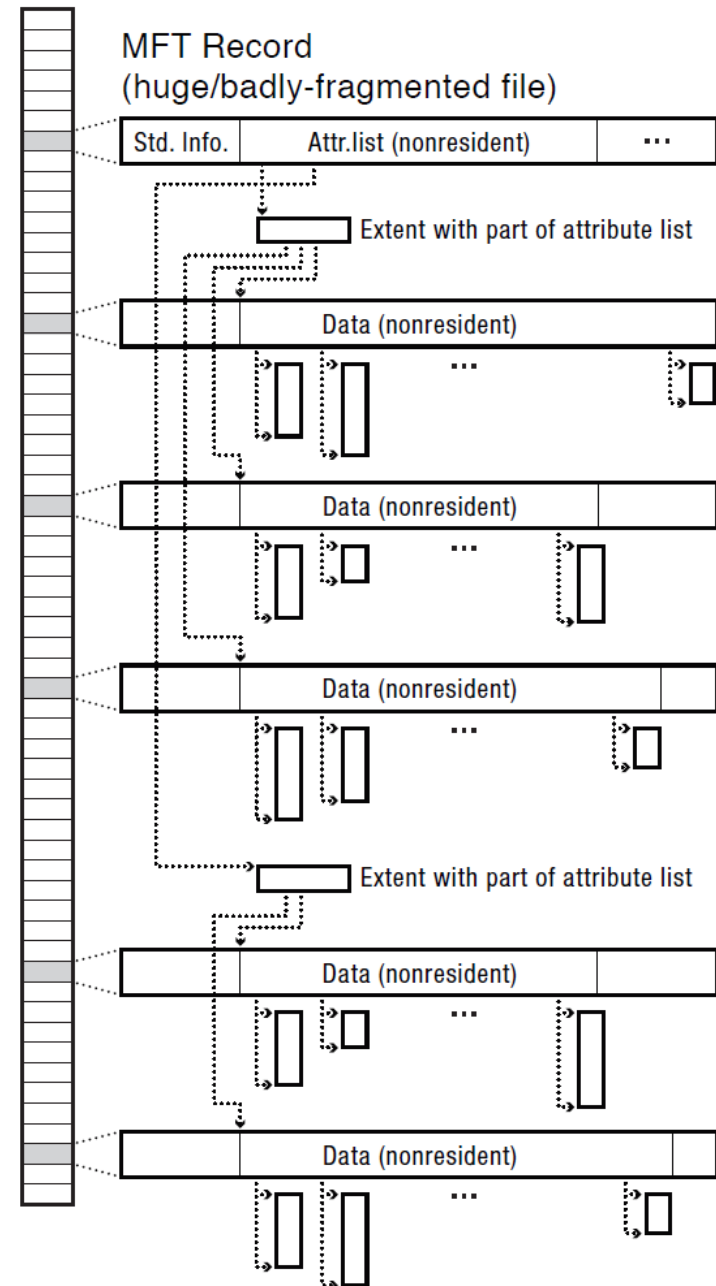 MFT Record
(huge/badly-fragmented file)
Std. Info. Attr.list (nonresident) ...
Extent with part of attribute list
Data (nonresident)
...
Data (nonresident)
...
Data (nonresident)
...
Extent with part of attribute list
Data (nonresident)
...
Data (nonresident)
...